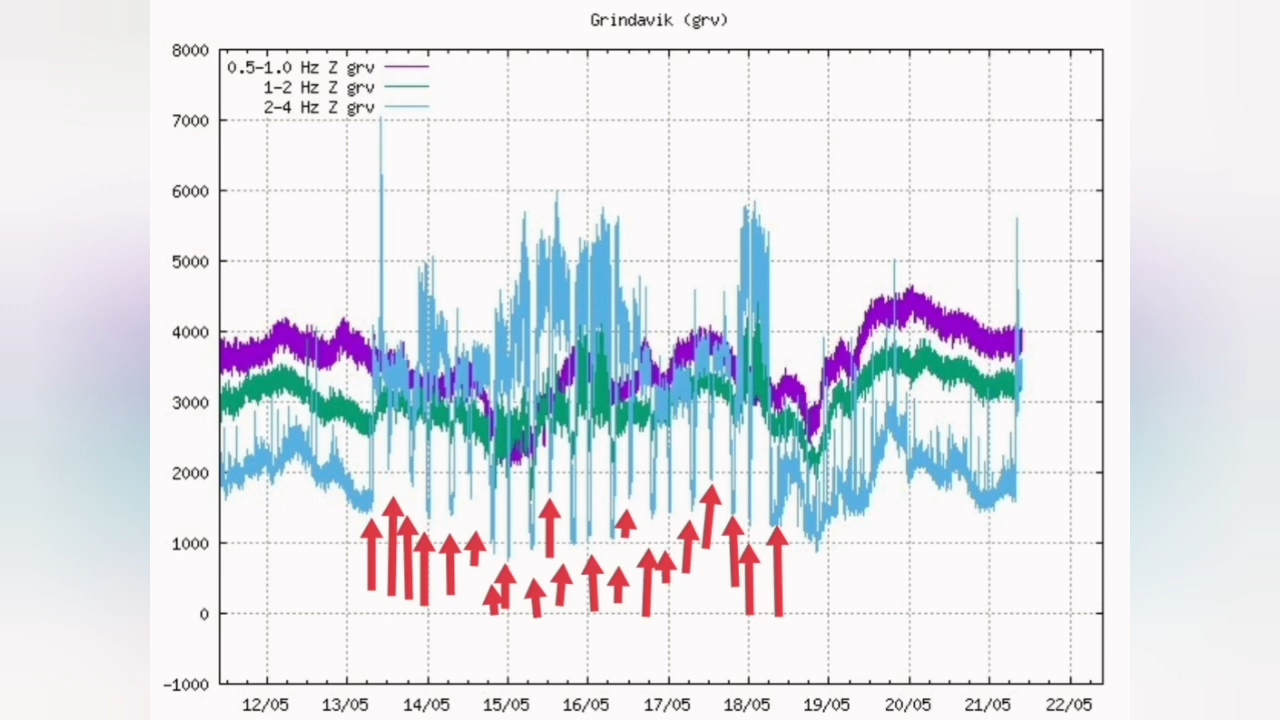 Grindavik (grv)
8000
0.5-1.0 Hz Z grv
1-2 Hz Z grv
2-4 Hz Z grv
7000
6000
5000
4000
3000
2000
1000
0
-1000
12/05 13/05 14/05 15/05 16/05 17/05 18/05 19/05 20/05 21/05 22/05